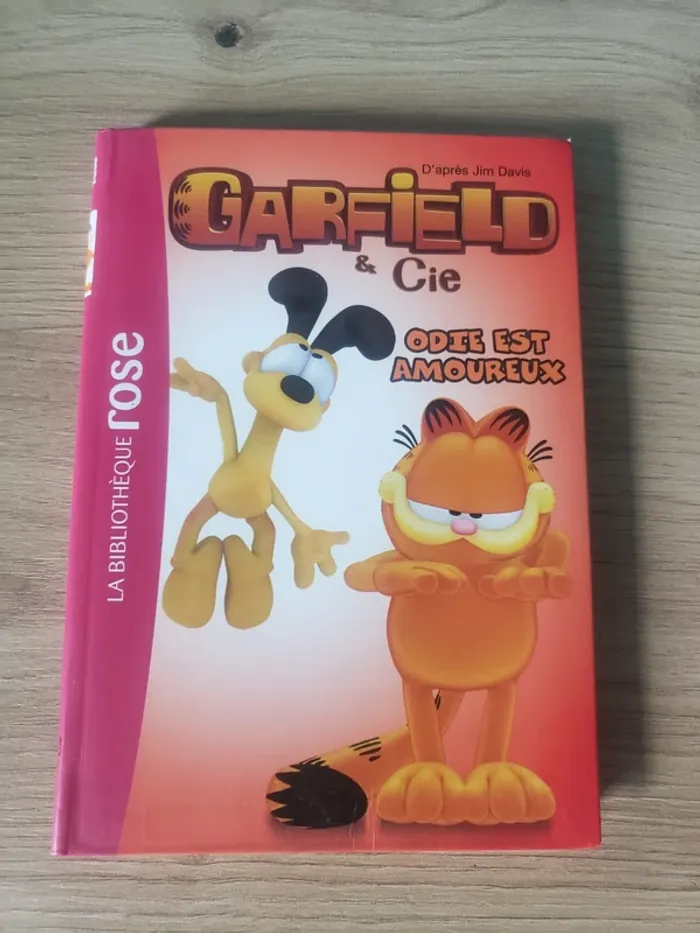 D'après Jim Davis
GARFIELD
& Cie
ODIE EST
AMOUREUX
LA BIBLIOTHÈQUE rose